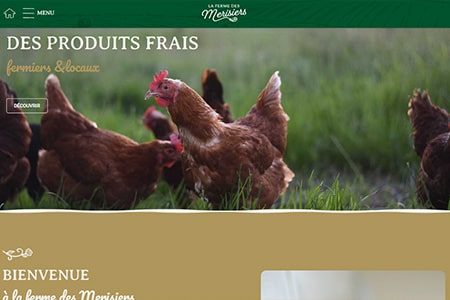 MENU
LA FERME DES
Merisiers
DES PRODUITS FRAIS
fermiers & locaux
DÉCOUVRIR
BIENVENUE
à la ferme des Merisiers